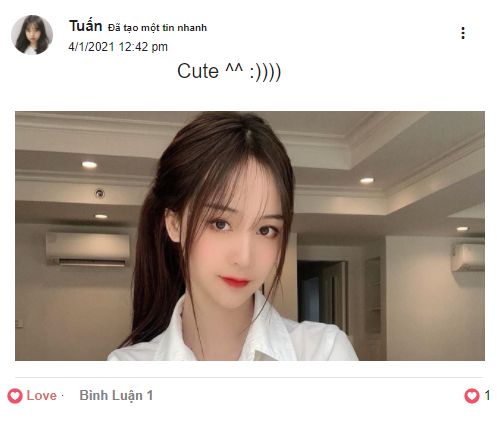 Tuấn Đã tạo một tin nhanh
4/1/2021 12:42 pm
Cute ^^ :))))
Love · Bình Luận 1 1